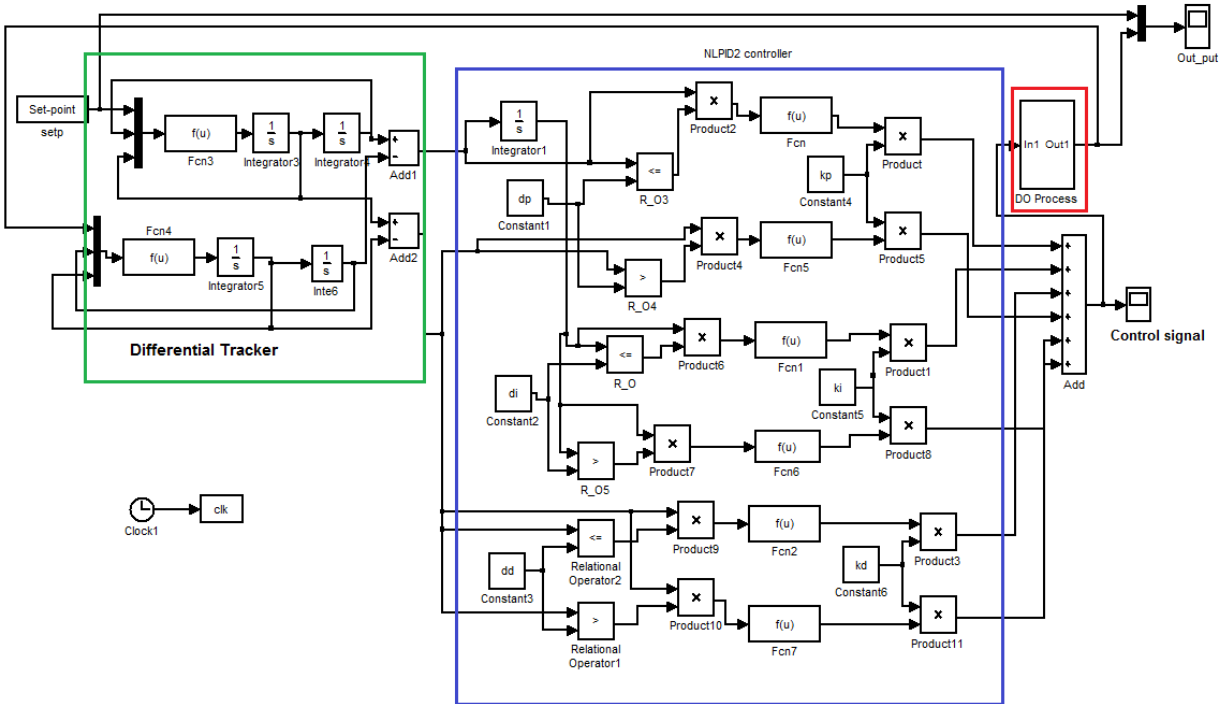 NLPID2 controller
Out_put
Set-point
setp
f(u)
Fcn3
1
s
Integrator3
1
s
Integrator4
+
-
Add1
1
s
Integrator1
×
Product2
f(u)
Fcn
×
Product
In1 Out1
DO Process
<=
R_O3
dp
Constant1
kp
Constant4
+
-
Add2
Fcn4
f(u)
1
s
Integrator5
1
s
Inte6
×
Product4
f(u)
Fcn5
×
Product5
>
R_O4
+
+
+
+
+
+
Add
Control signal
Differential Tracker
<=
R_O
×
Product6
f(u)
Fcn1
×
Product1
di
Constant2
ki
Constant5
>
R_O5
×
Product7
f(u)
Fcn6
×
Product8
Clock1
clk
<=
Relational
Operator2
×
Product9
f(u)
Fcn2
×
Product3
dd
Constant3
kd
Constant6
>
Relational
Operator1
×
Product10
f(u)
Fcn7
×
Product11